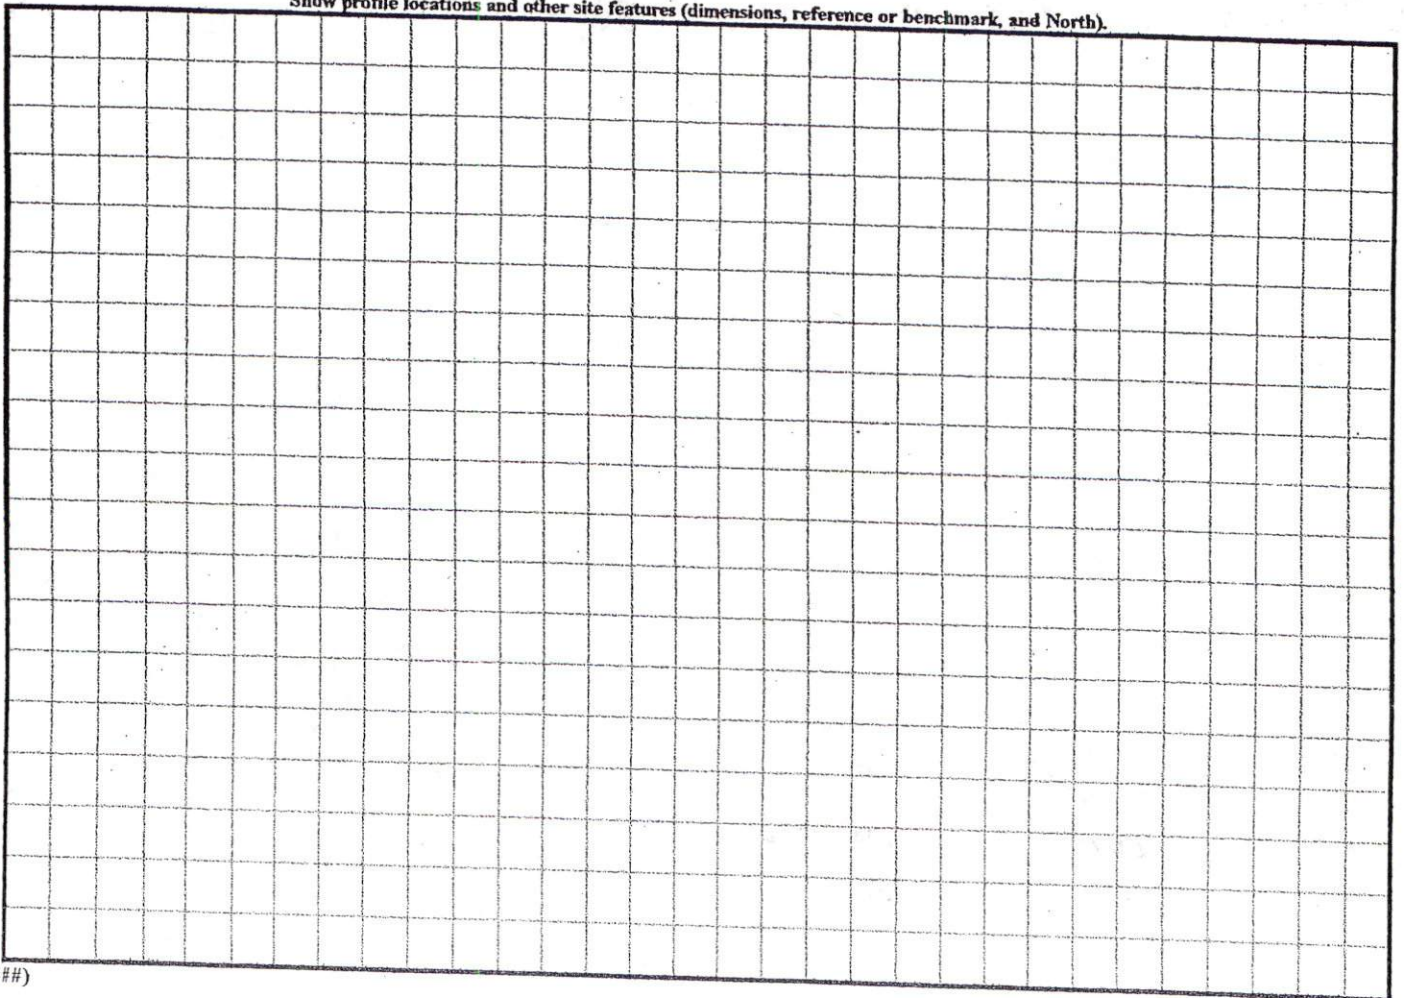 Show profile locations and other site features (dimensions, reference or benchmark, and North).
##)